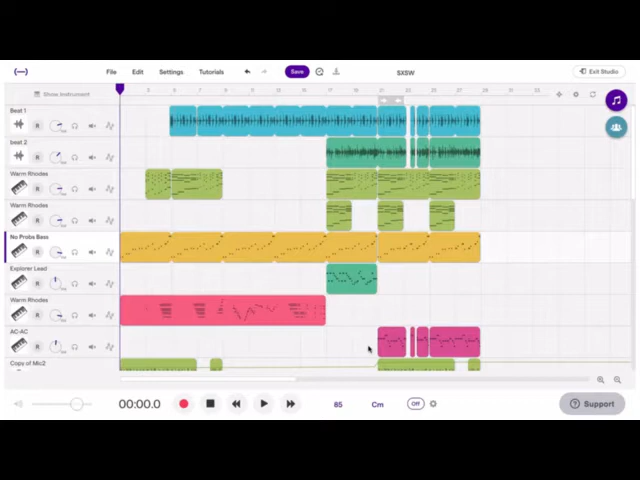 File Edit Settings Tutorials Save SXSW Exit Studio
Show Instrument
Beat 1
R
beat 2
R
Warm Rhodes
R
Warm Rhodes
R
No Probs Bass
R
Explorer Lead
R
Warm Rhodes
R
AC-AC
R
Copy of Mic2
00:00.0 85 Cm Off Support